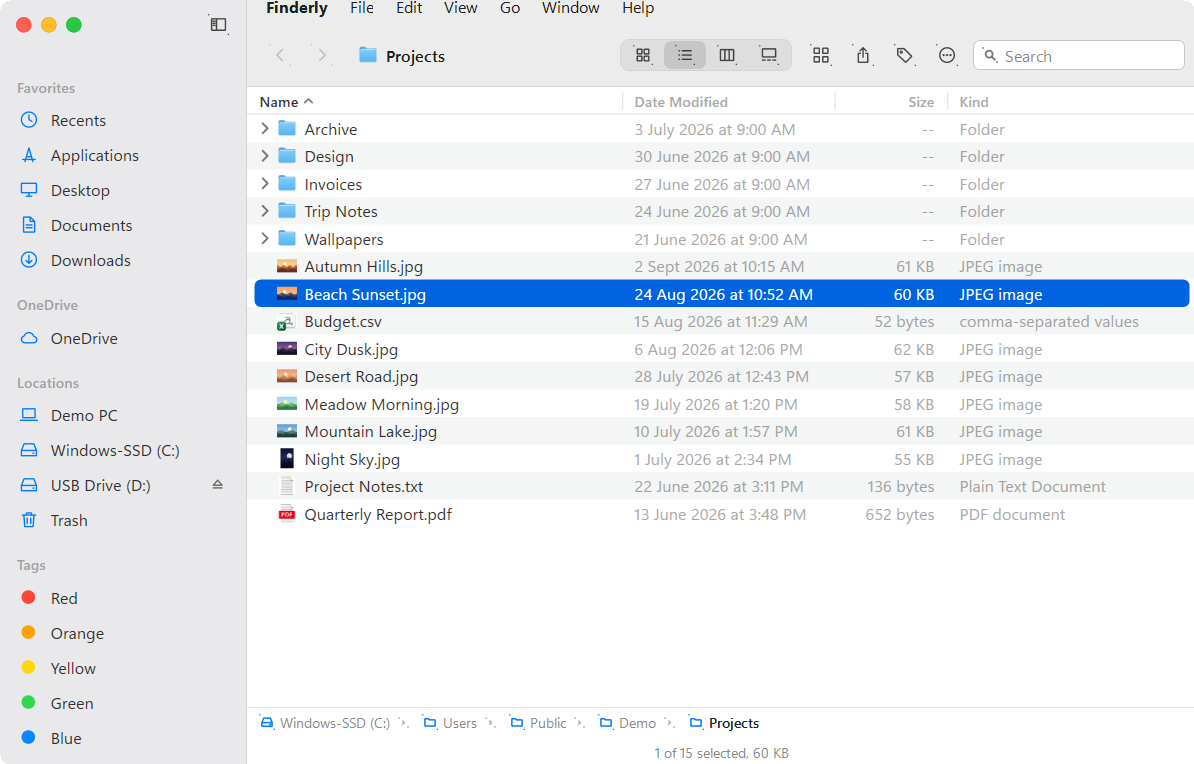 Finderly File Edit View Go Window Help
Projects
Search
Favorites
Recents
Applications
Desktop
Documents
Downloads
OneDrive
OneDrive
Locations
Demo PC
Windows-SSD (C:)
USB Drive (D:)
Trash
Tags
Red
Orange
Yellow
Green
Blue
Name Date Modified Size Kind
Archive 3 July 2026 at 9:00 AM -- Folder
Design 30 June 2026 at 9:00 AM -- Folder
Invoices 27 June 2026 at 9:00 AM -- Folder
Trip Notes 24 June 2026 at 9:00 AM -- Folder
Wallpapers 21 June 2026 at 9:00 AM -- Folder
Autumn Hills.jpg 2 Sept 2026 at 10:15 AM 61 KB JPEG image
Beach Sunset.jpg 24 Aug 2026 at 10:52 AM 60 KB JPEG image
Budget.csv 15 Aug 2026 at 11:29 AM 52 bytes comma-separated values
City Dusk.jpg 6 Aug 2026 at 12:06 PM 62 KB JPEG image
Desert Road.jpg 28 July 2026 at 12:43 PM 57 KB JPEG image
Meadow Morning.jpg 19 July 2026 at 1:20 PM 58 KB JPEG image
Mountain Lake.jpg 10 July 2026 at 1:57 PM 61 KB JPEG image
Night Sky.jpg 1 July 2026 at 2:34 PM 55 KB JPEG image
Project Notes.txt 22 June 2026 at 3:11 PM 136 bytes Plain Text Document
PDF Quarterly Report.pdf 13 June 2026 at 3:48 PM 652 bytes PDF document
Windows-SSD (C:) Users Public Demo Projects
1 of 15 selected, 60 KB